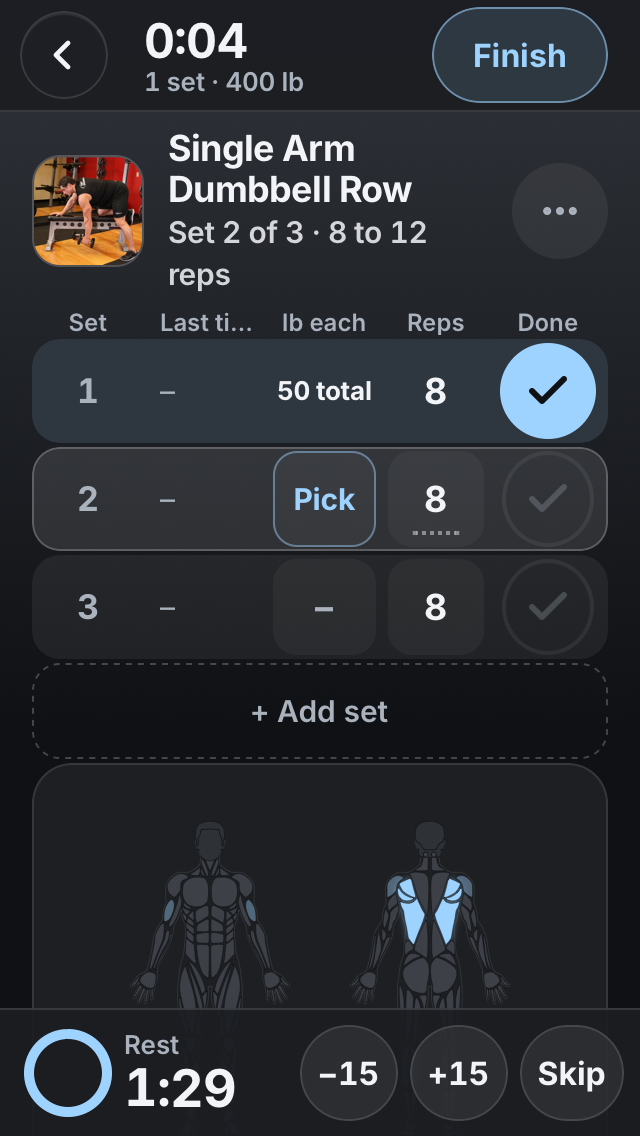 0:04
Finish
1 set · 400 lb
Single Arm
Dumbbell Row
Set 2 of 3 · 8 to 12
reps
Set Last ti... lb each Reps Done
1 – 50 total 8
2 – Pick 8
3 – – 8
+ Add set
Rest
1:29
−15 +15 Skip